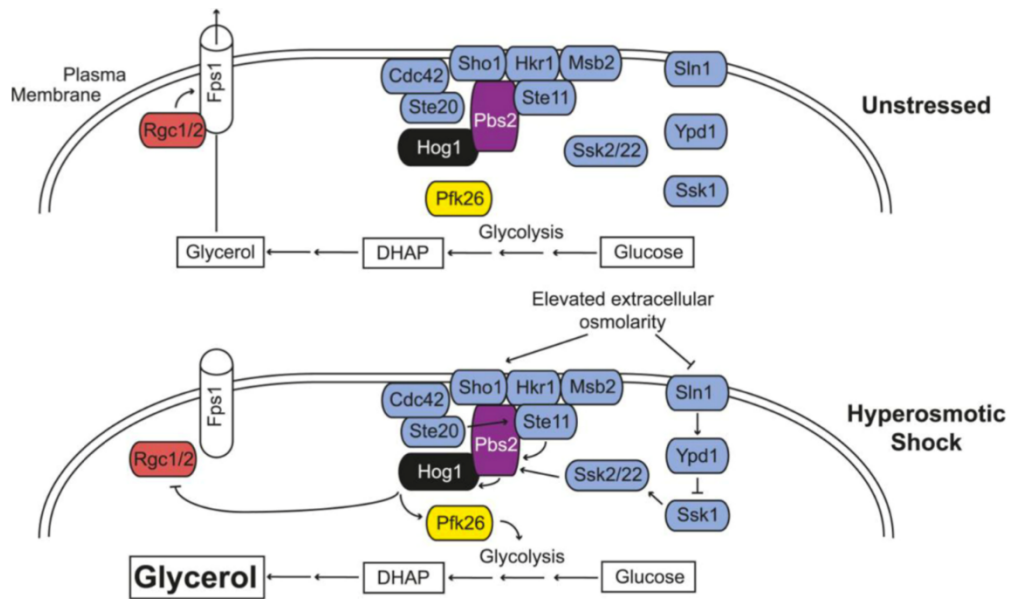 Plasma
Membrane
Fps1
Rgc1/2
Cdc42
Ste20
Sho1
Hkr1
Msb2
Ste11
Pbs2
Hog1
Pfk26
Ssk2/22
Sln1
Ypd1
Ssk1
Unstressed
Glycerol
DHAP
Glycolysis
Glucose
Elevated extracellular
osmolarity
Fps1
Rgc1/2
Cdc42
Ste20
Sho1
Hkr1
Msb2
Ste11
Pbs2
Hog1
Pfk26
Ssk2/22
Sln1
Ypd1
Ssk1
Hyperosmotic
Shock
Glycerol
DHAP
Glycolysis
Glucose